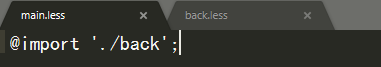 main.less × back.less ×
@import './back';